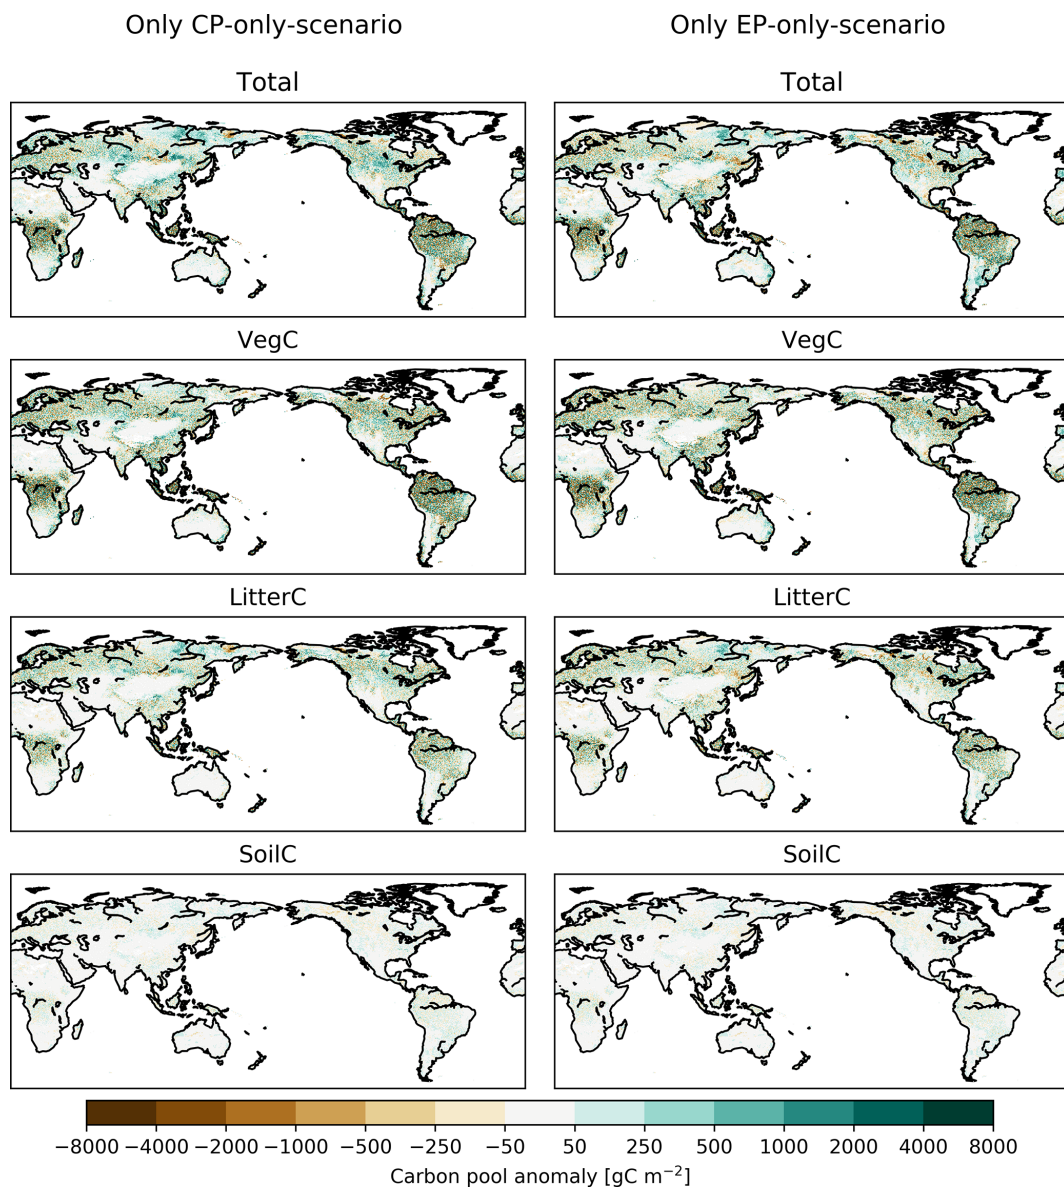 Only CP-only-scenario Only EP-only-scenario
Total Total
VegC VegC
LitterC LitterC
SoilC SoilC
−8000 −4000 −2000 −1000 −500 −250 −50 50 250 500 1000 2000 4000 8000
Carbon pool anomaly [gC m⁻²]